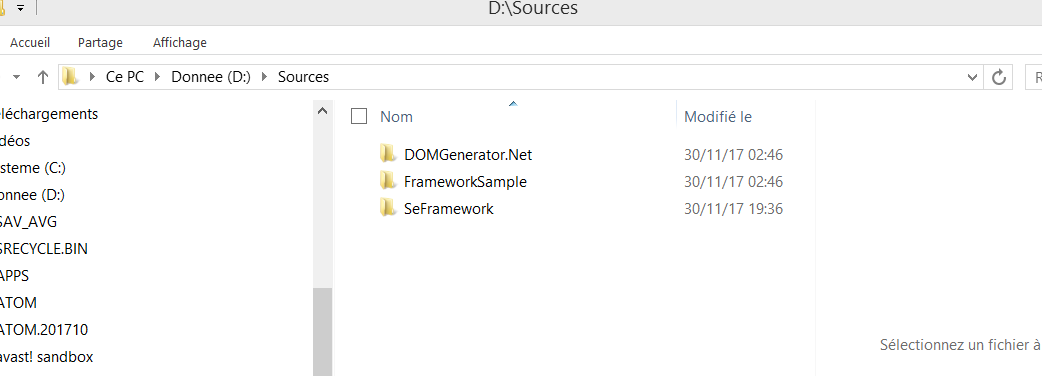 D:\Sources
Accueil Partage Affichage
Ce PC Donnee (D:) Sources
Nom Modifié le
léchargements
déos
steme (C:)
onnee (D:)
SAV_AVG
SRECYCLE.BIN
APPS
ATOM
ATOM.201710
avast! sandbox
DOMGenerator.Net 30/11/17 02:46
FrameworkSample 30/11/17 02:46
SeFramework 30/11/17 19:36
Sélectionnez un fichier à